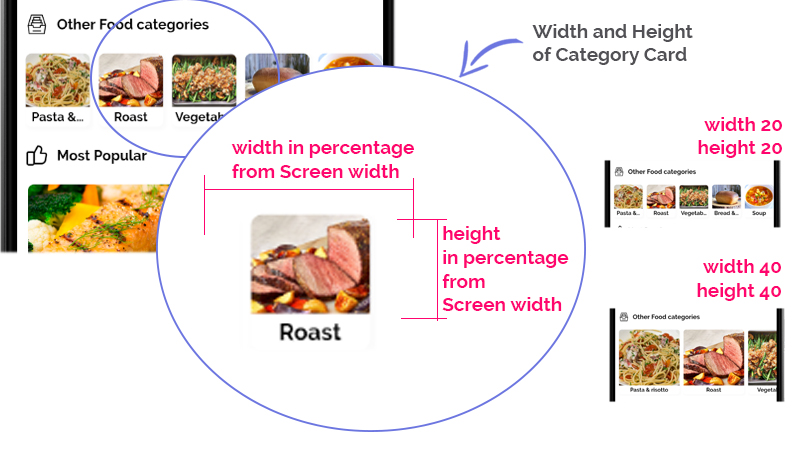 Other Food categories
Pasta &...
Roast
Vegetab
Most Popular
Width and Height
of Category Card
width in percentage
from Screen width
height
in percentage
from
Screen width
Roast
width 20
height 20
Other Food categories
Pasta &...
Roast
Vegetab...
Bread &...
Soup
width 40
height 40
Other Food categories
Pasta & risotto
Roast
Vegetal